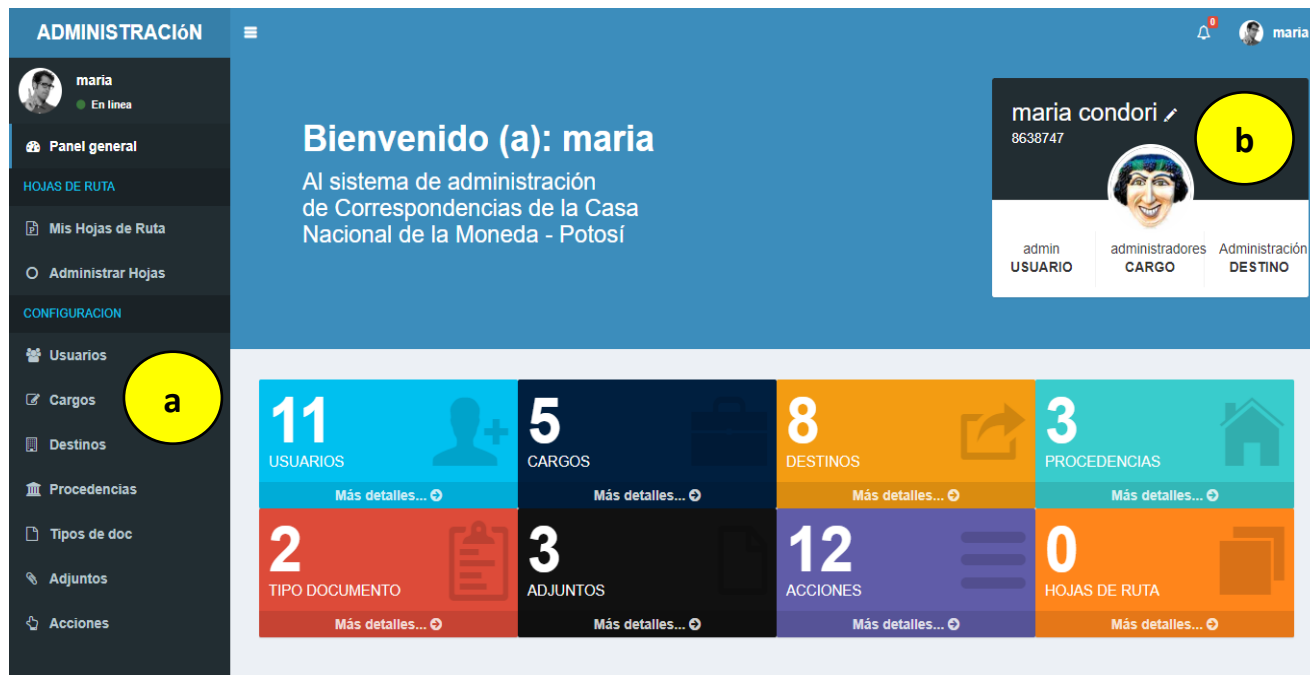 ADMINISTRACIóN
0
maria
maria
En linea
Panel general
HOJAS DE RUTA
Mis Hojas de Ruta
Administrar Hojas
CONFIGURACION
Usuarios
Cargos
Destinos
Procedencias
Tipos de doc
Adjuntos
Acciones
a
Bienvenido (a): maria
Al sistema de administración
de Correspondencias de la Casa
Nacional de la Moneda - Potosí
maria condori
8638747
b
admin administradores Administración
USUARIO CARGO DESTINO
11
USUARIOS
Más detalles...
5
CARGOS
Más detalles...
8
DESTINOS
Más detalles...
3
PROCEDENCIAS
Más detalles...
2
TIPO DOCUMENTO
Más detalles...
3
ADJUNTOS
Más detalles...
12
ACCIONES
Más detalles...
0
HOJAS DE RUTA
Más detalles...